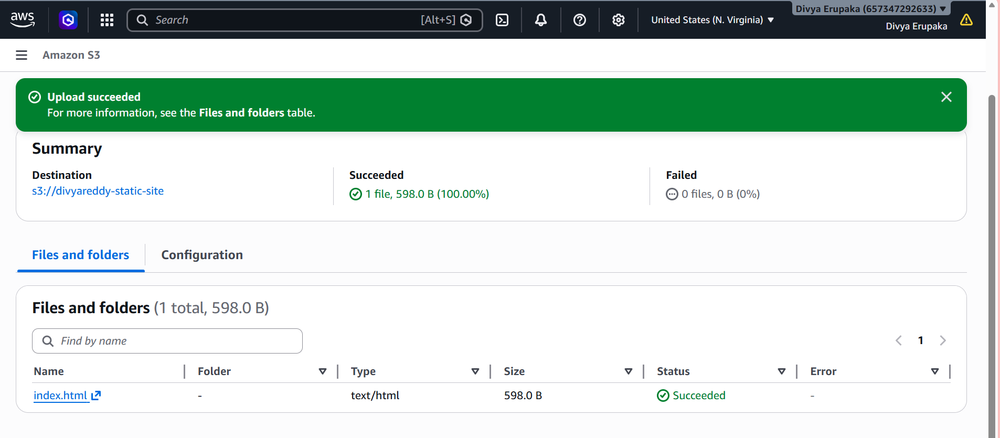 aws
Search [Alt+S]
United States (N. Virginia)
Divya Erupaka (657347292633)
Divya Erupaka
Amazon S3
Upload succeeded
For more information, see the Files and folders table.
Summary
Destination
s3://divyareddy-static-site
Succeeded
1 file, 598.0 B (100.00%)
Failed
0 files, 0 B (0%)
Files and folders
Configuration
Files and folders (1 total, 598.0 B)
Find by name
1
Name Folder Type Size Status Error
index.html - text/html 598.0 B Succeeded -